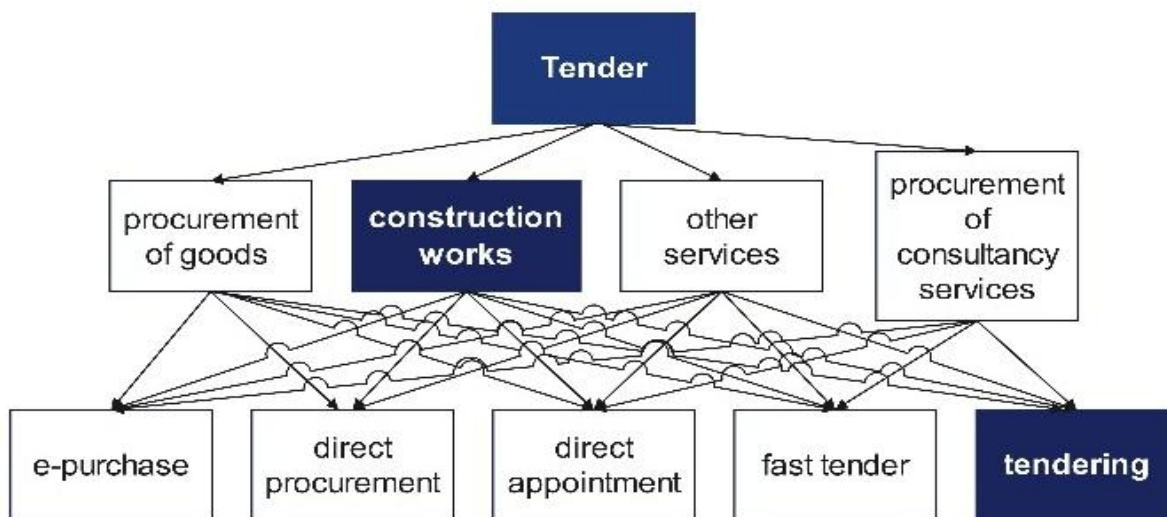 Tender
procurement
of goods
construction
works
other
services
procurement
of
consultancy
services
e-purchase
direct
procurement
direct
appointment
fast tender
tendering